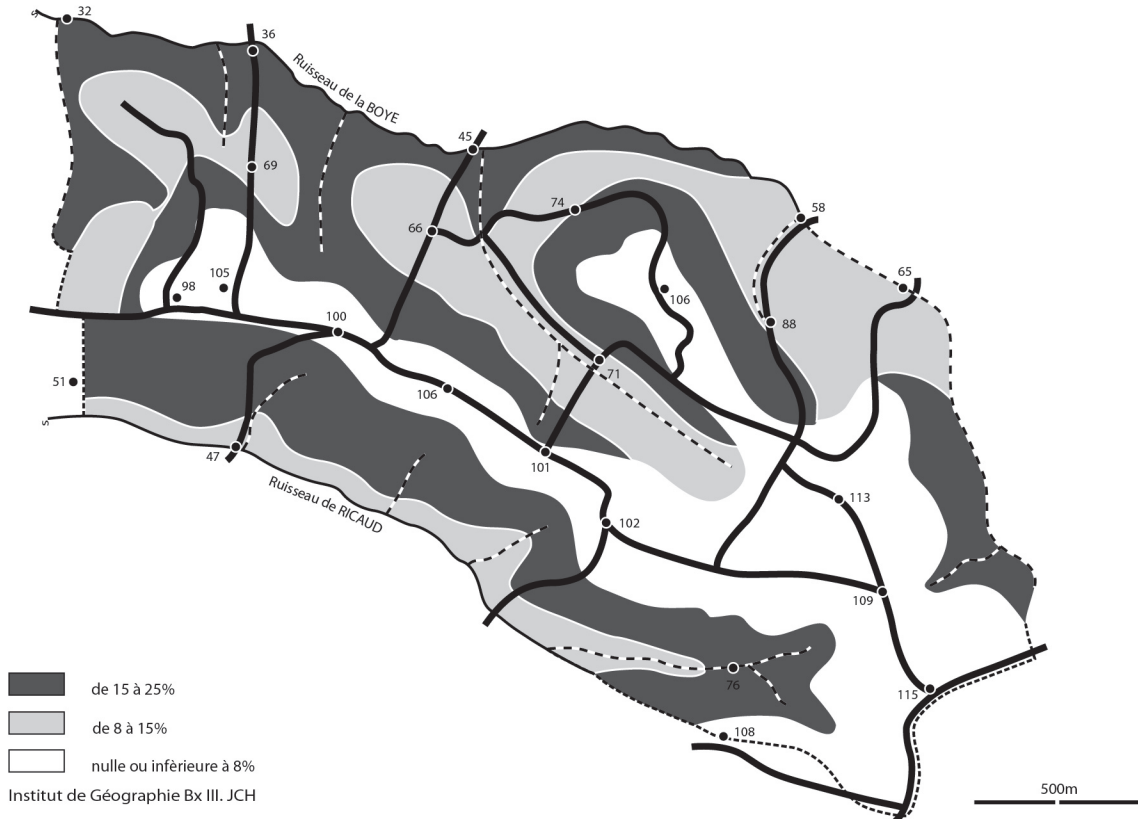 s
32
36
Ruisseau de la BOYE
45
69
74
58
66
65
105
98
106
100
88
71
51
106
47
101
Ruisseau de RICAUD
113
102
109
76
115
108
de 15 à 25%
de 8 à 15%
nulle ou infèrieure à 8%
Institut de Géographie Bx III. JCH
500m
s